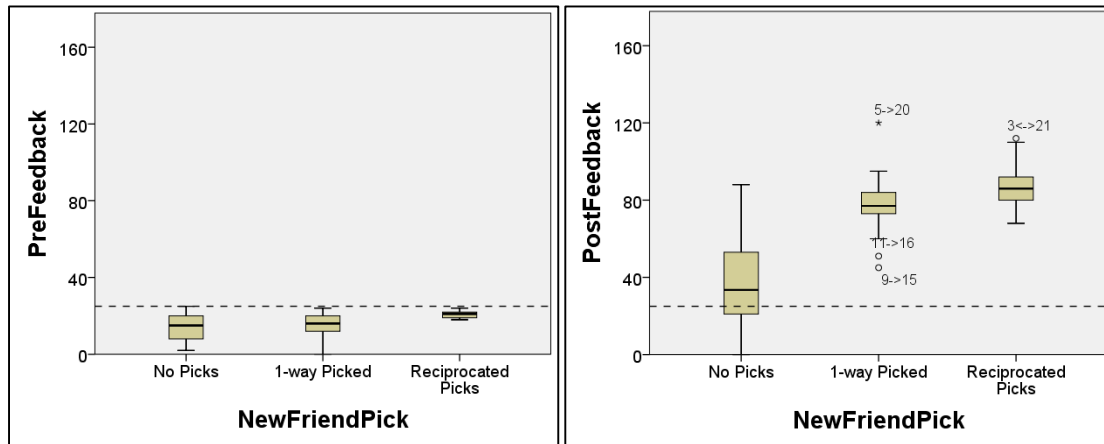 PreFeedback
160
120
80
40
0
No Picks
1-way Picked
Reciprocated
Picks
NewFriendPick
PostFeedback
160
120
80
40
0
5->20
3<->21
11->16
9->15
No Picks
1-way Picked
Reciprocated
Picks
NewFriendPick